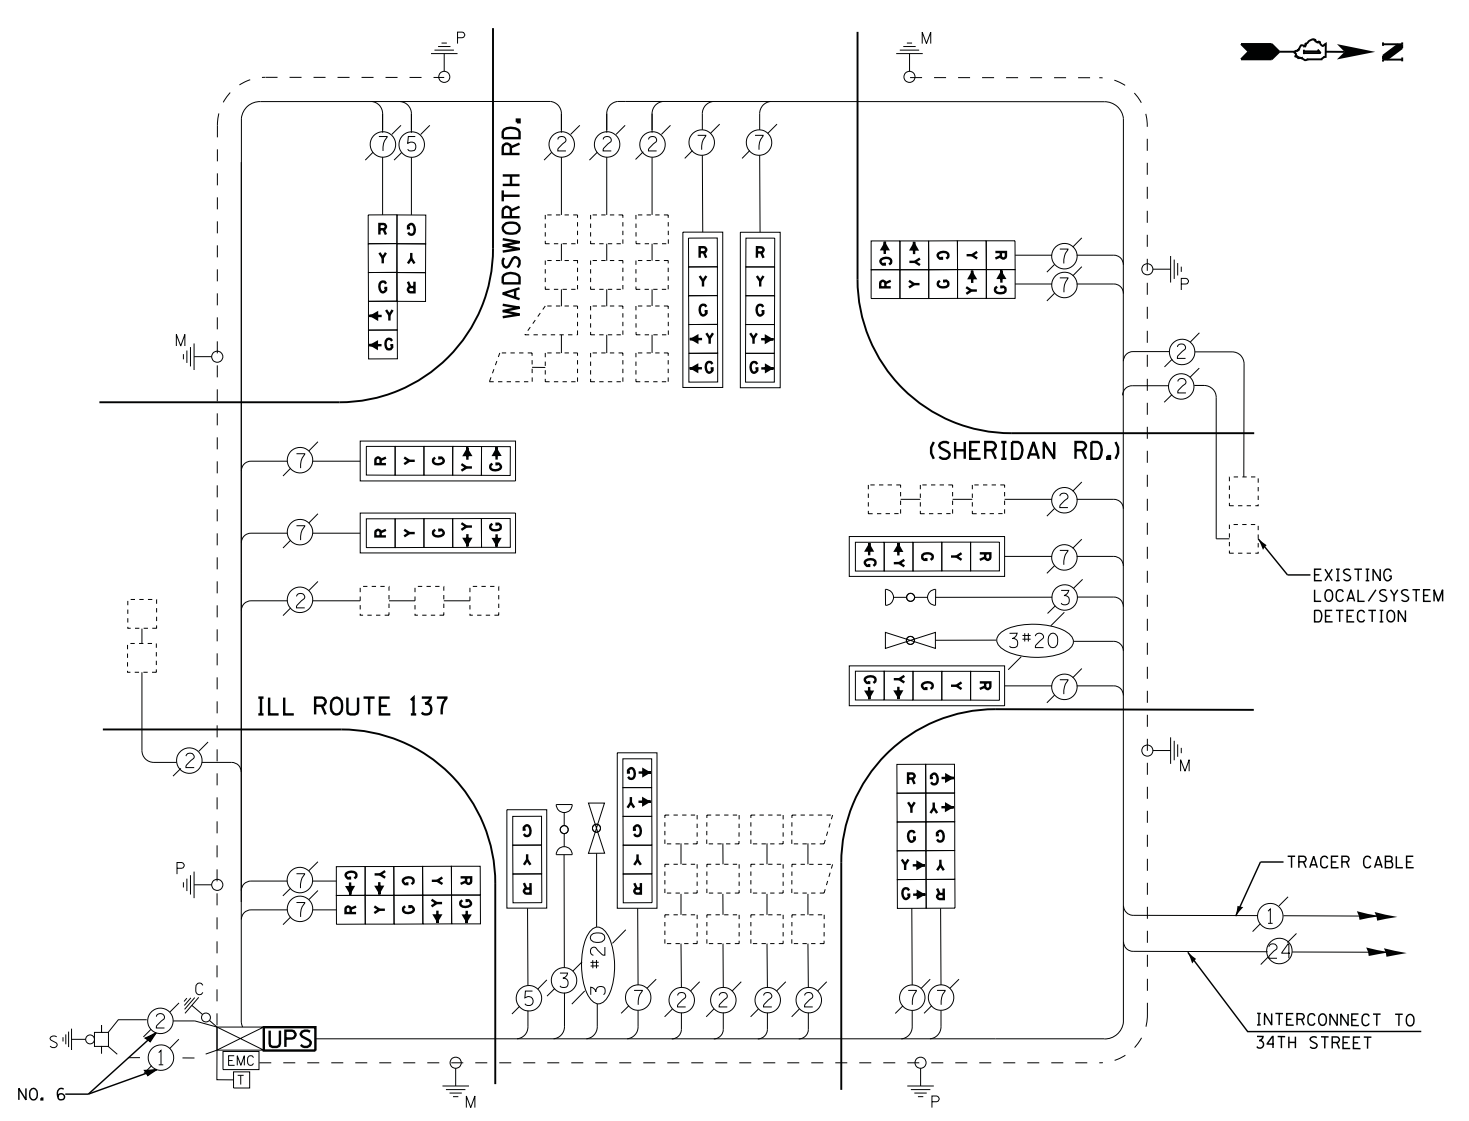 P
M
N
7
5
2
2
2
7
7
WADSWORTH RD.
R G
Y Y
G R
Y
G
R
Y
G
Y
G
R
Y
G
Y
G
G Y G Y R 7
R Y G Y G 7
P
M
2
2
(SHERIDAN RD.)
7 R Y G Y G
7 R Y G Y G
2
2
G Y G Y R 7
3
3#20
G Y G Y R 7
EXISTING
LOCAL/SYSTEM
DETECTION
ILL ROUTE 137
2
M
P
7 G Y G Y R
7 R Y G Y G
G
Y
R
G
Y
G
Y
R
R G
Y Y
G G
Y Y
G R
TRACER CABLE
1
24
INTERCONNECT TO
34TH STREET
5
3
3 #20
7
2
2
2
2
7
7
C
S
2
1
UPS
EMC
T
NO. 6
M
P